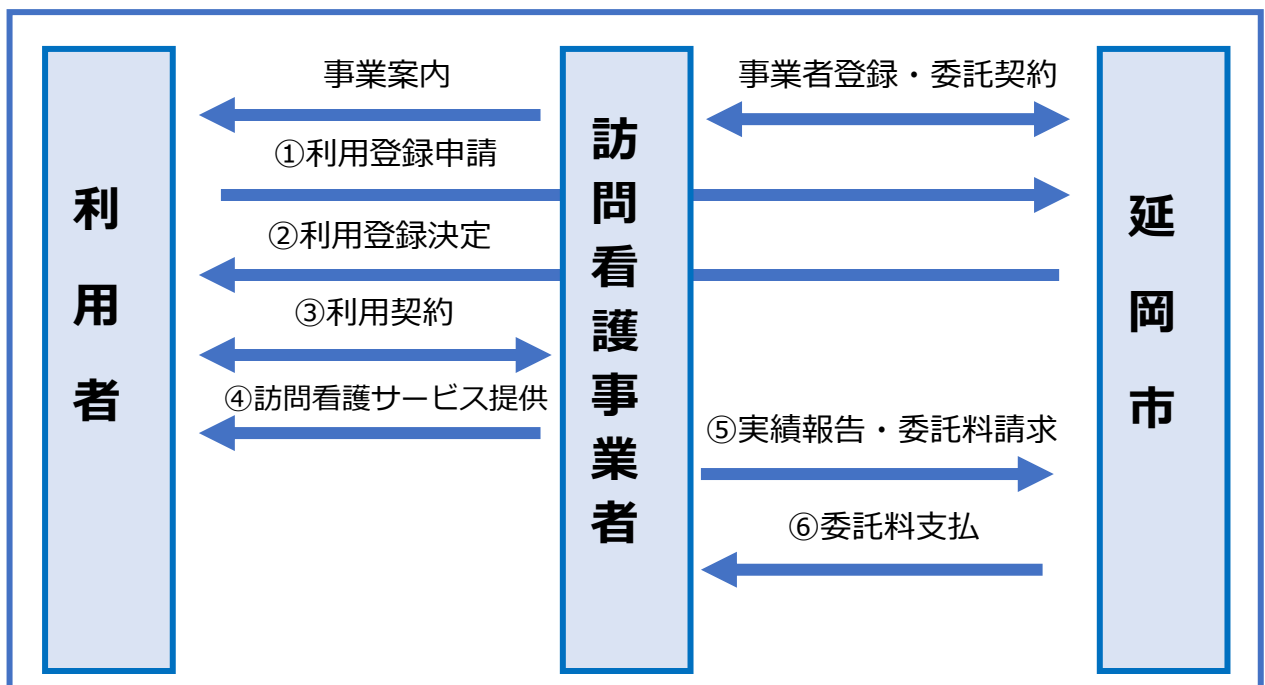 事業案内
事業者登録・委託契約
①利用登録申請
②利用登録決定
③利用契約
④訪問看護サービス提供
⑤実績報告・委託料請求
⑥委託料支払
利用者
訪問看護事業者
延岡市